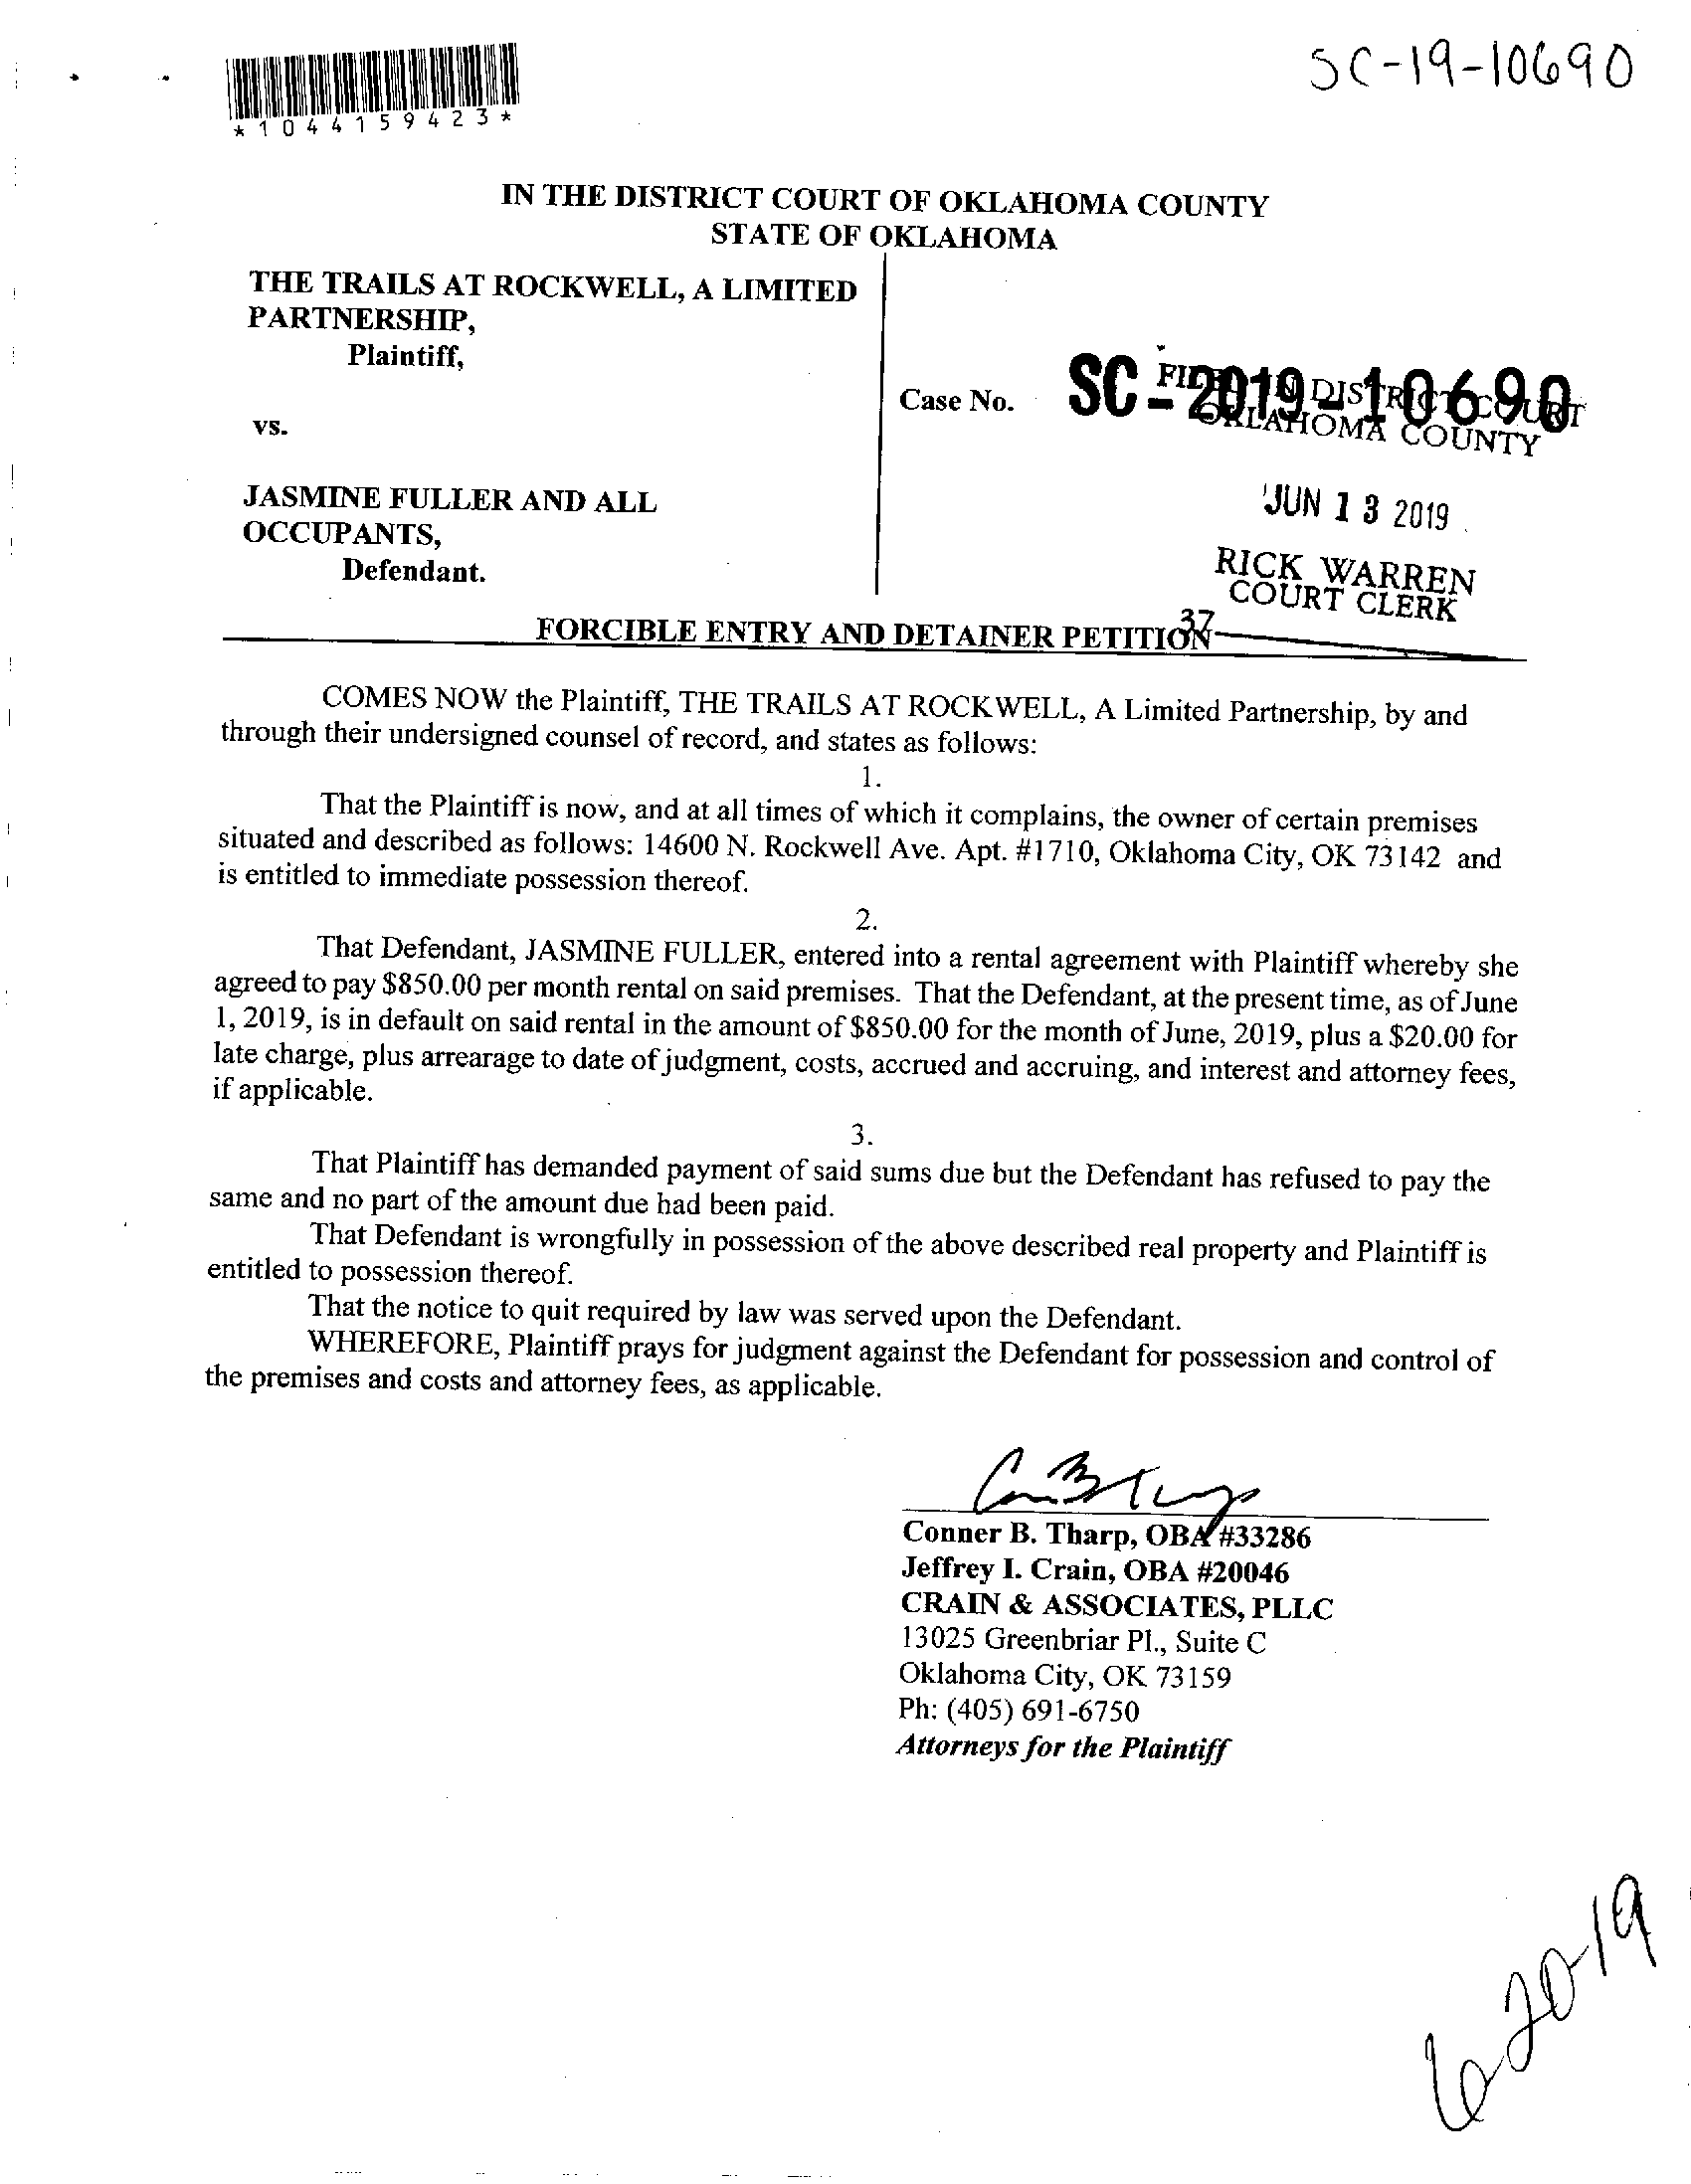 SC-19-10690
*1044159423*
IN THE DISTRICT COURT OF OKLAHOMA COUNTY
STATE OF OKLAHOMA
THE TRAILS AT ROCKWELL, A LIMITED
PARTNERSHIP,
Plaintiff,
vs.
JASMINE FULLER AND ALL
OCCUPANTS,
Defendant.
Case No.
SC - 2019 - 10690
FILED IN DISTRICT COURT
OKLAHOMA COUNTY
JUN 13 2019
RICK WARREN
COURT CLERK
37
FORCIBLE ENTRY AND DETAINER PETITION
COMES NOW the Plaintiff, THE TRAILS AT ROCKWELL, A Limited Partnership, by and
through their undersigned counsel of record, and states as follows:
1.
That the Plaintiff is now, and at all times of which it complains, the owner of certain premises
situated and described as follows: 14600 N. Rockwell Ave. Apt. #1710, Oklahoma City, OK 73142 and
is entitled to immediate possession thereof.
2.
That Defendant, JASMINE FULLER, entered into a rental agreement with Plaintiff whereby she
agreed to pay $850.00 per month rental on said premises. That the Defendant, at the present time, as of June
1, 2019, is in default on said rental in the amount of $850.00 for the month of June, 2019, plus a $20.00 for
late charge, plus arrearage to date of judgment, costs, accrued and accruing, and interest and attorney fees,
if applicable.
3.
That Plaintiff has demanded payment of said sums due but the Defendant has refused to pay the
same and no part of the amount due had been paid.
That Defendant is wrongfully in possession of the above described real property and Plaintiff is
entitled to possession thereof.
That the notice to quit required by law was served upon the Defendant.
WHEREFORE, Plaintiff prays for judgment against the Defendant for possession and control of
the premises and costs and attorney fees, as applicable.
Conner B. Tharp, OBA #33286
Jeffrey I. Crain, OBA #20046
CRAIN & ASSOCIATES, PLLC
13025 Greenbriar Pl., Suite C
Oklahoma City, OK 73159
Ph: (405) 691-6750
Attorneys for the Plaintiff
6-20-19